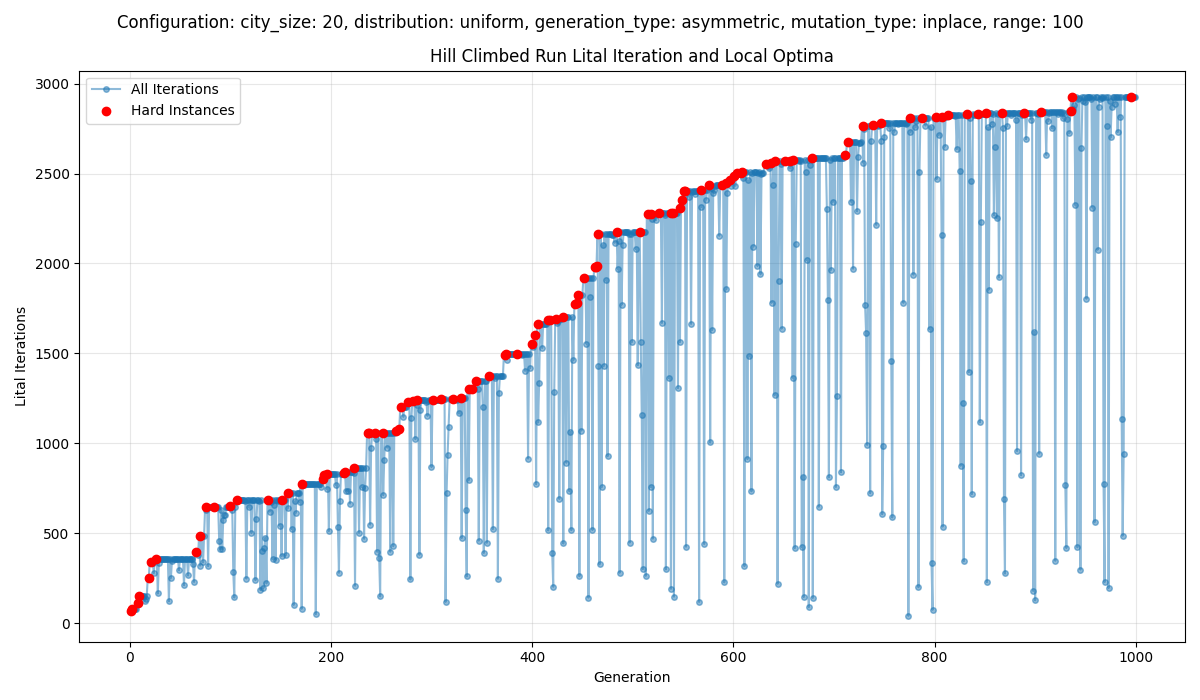 Configuration: city_size: 20, distribution: uniform, generation_type: asymmetric, mutation_type: inplace, range: 100
Hill Climbed Run Lital Iteration and Local Optima
All Iterations
Hard Instances
Lital Iterations
3000
2500
2000
1500
1000
500
0
0 200 400 600 800 1000
Generation